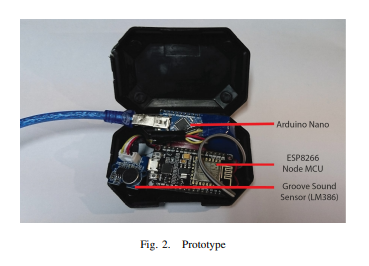 Arduino Nano
ESP8266
Node MCU
Groove Sound
Sensor (LM386)
Fig. 2. Prototype